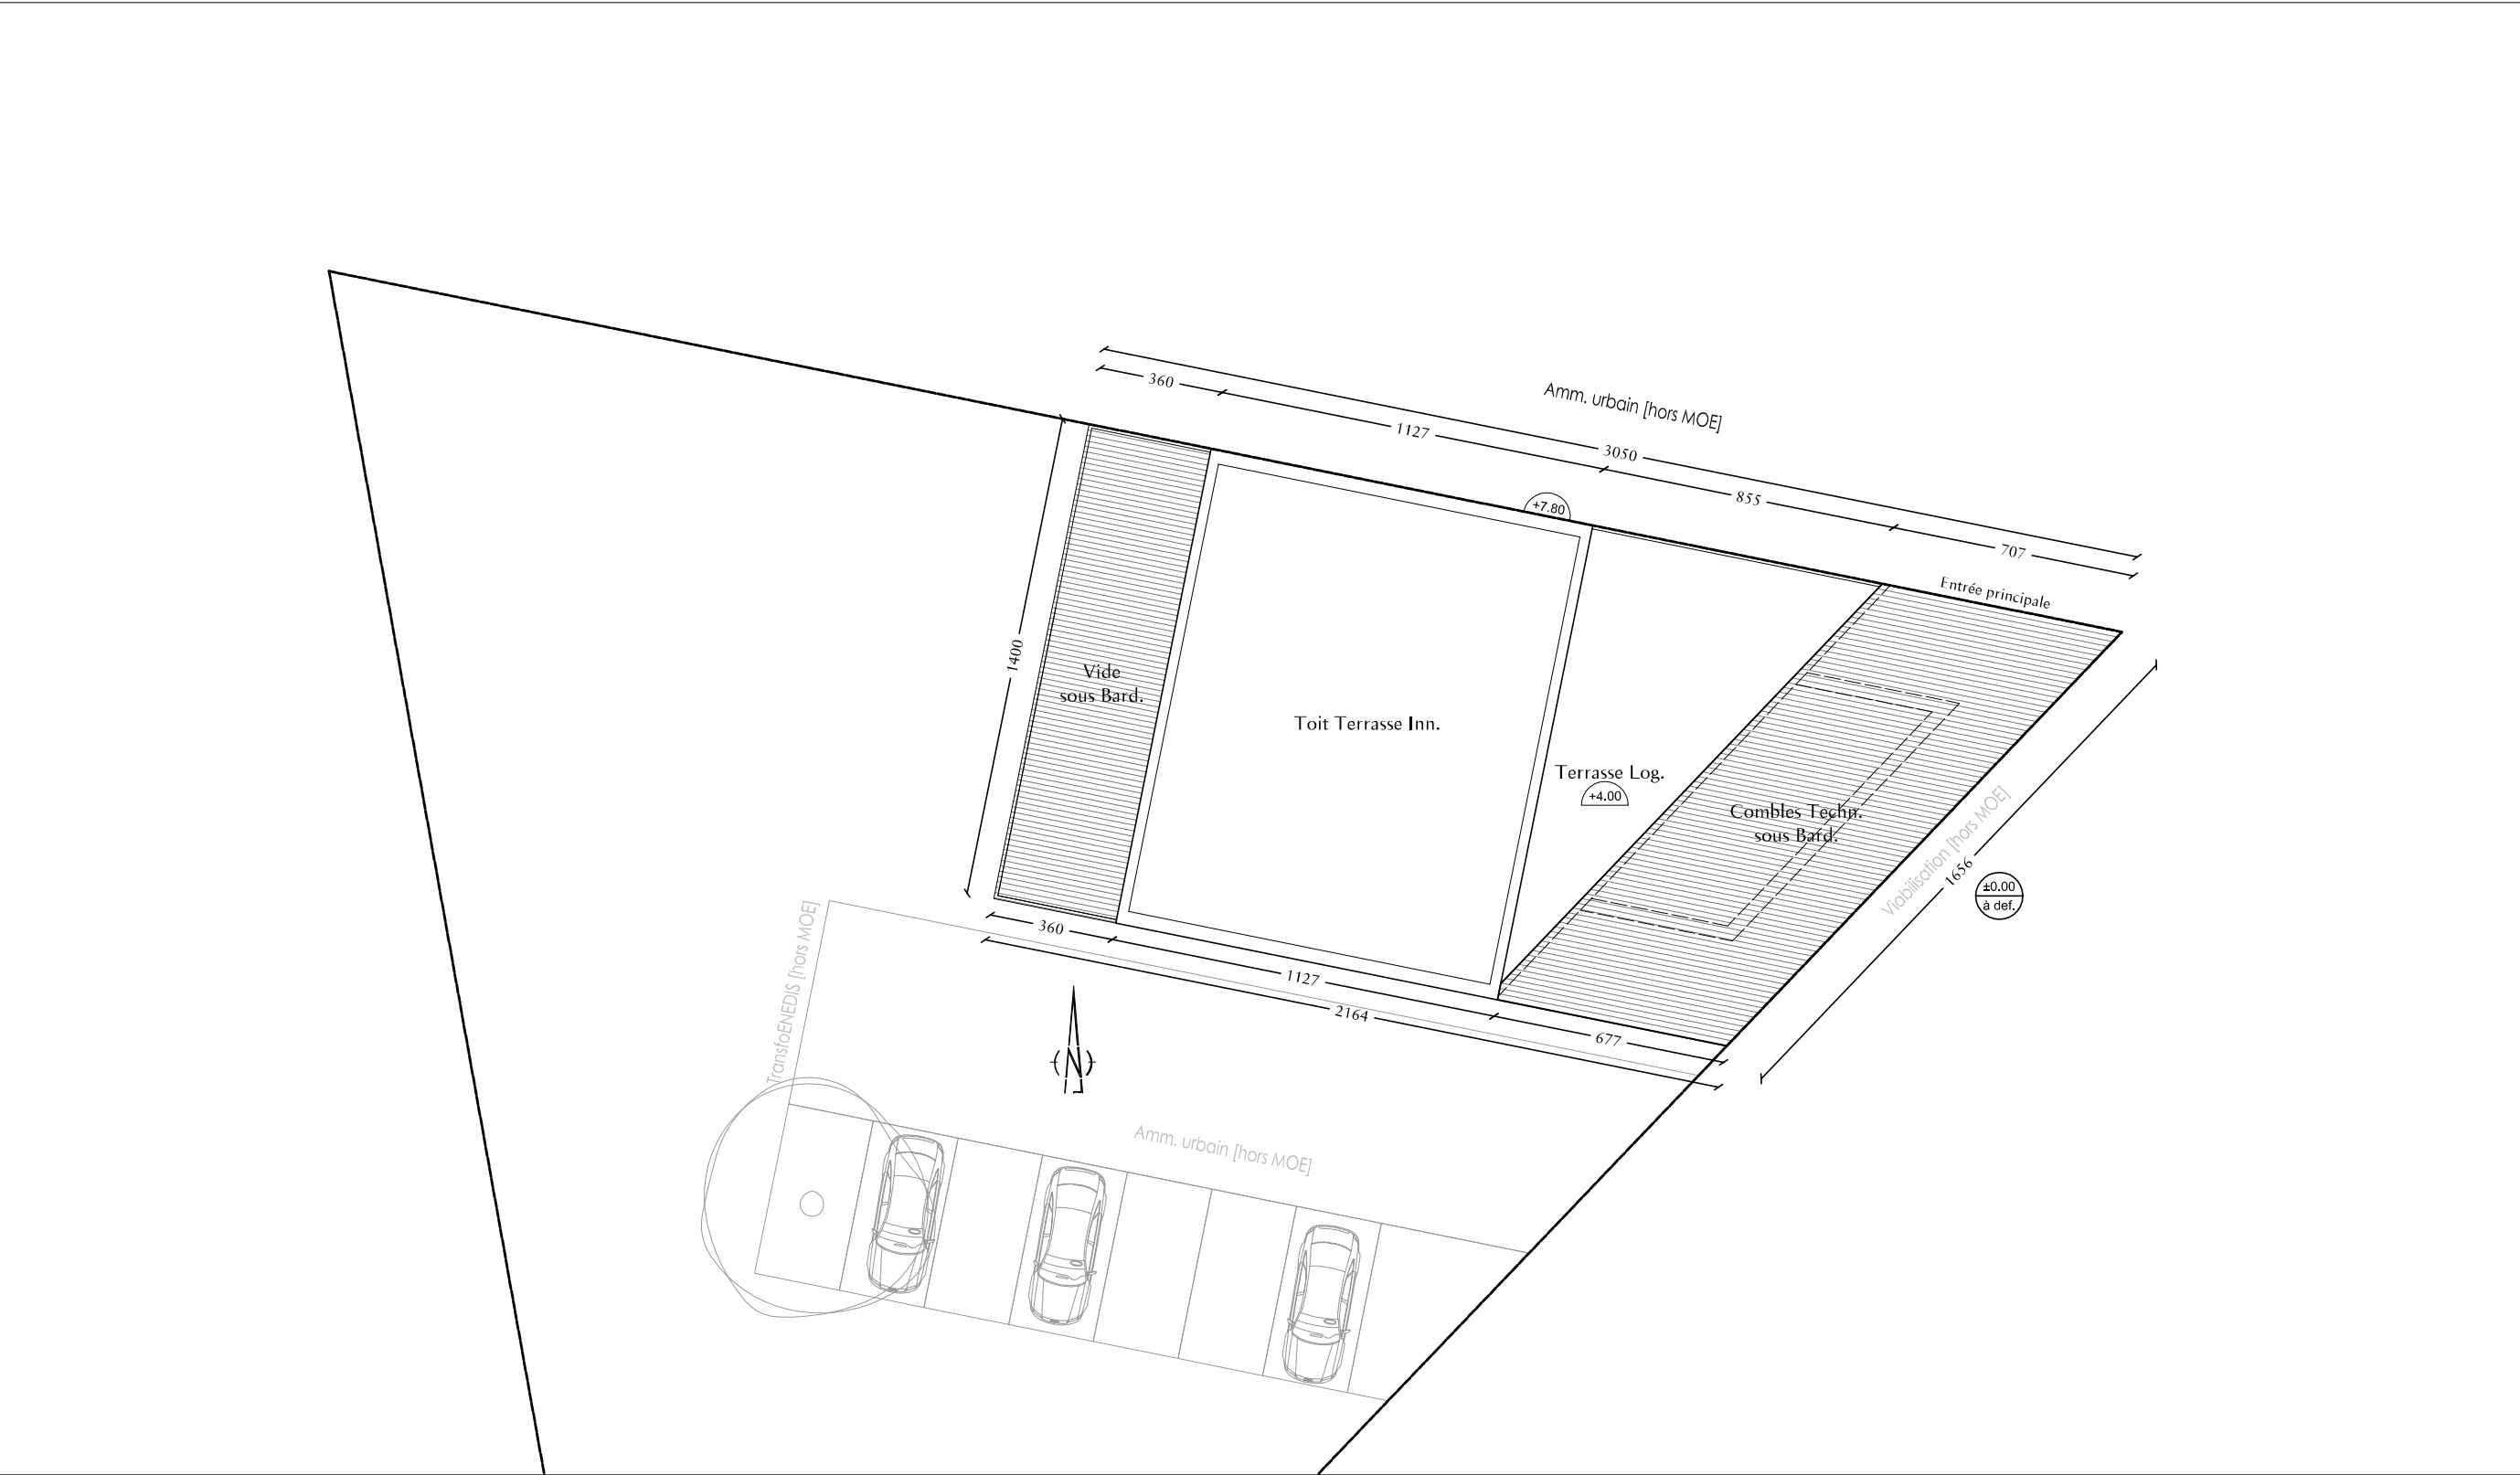 360
Amm. urbain [hors MOE]
1127
3050
855
707
+7.80
Entrée principale
1400
Vide
sous Bard.
Toit Terrasse Inn.
Terrasse Log.
+4.00
Combles Techn.
sous Bard.
Viabilisation [hors MOE]
1656
±0.00
à def.
TransfoENEDIS [hors MOE]
360
1127
2164
677
N
Amm. urbain [hors MOE]